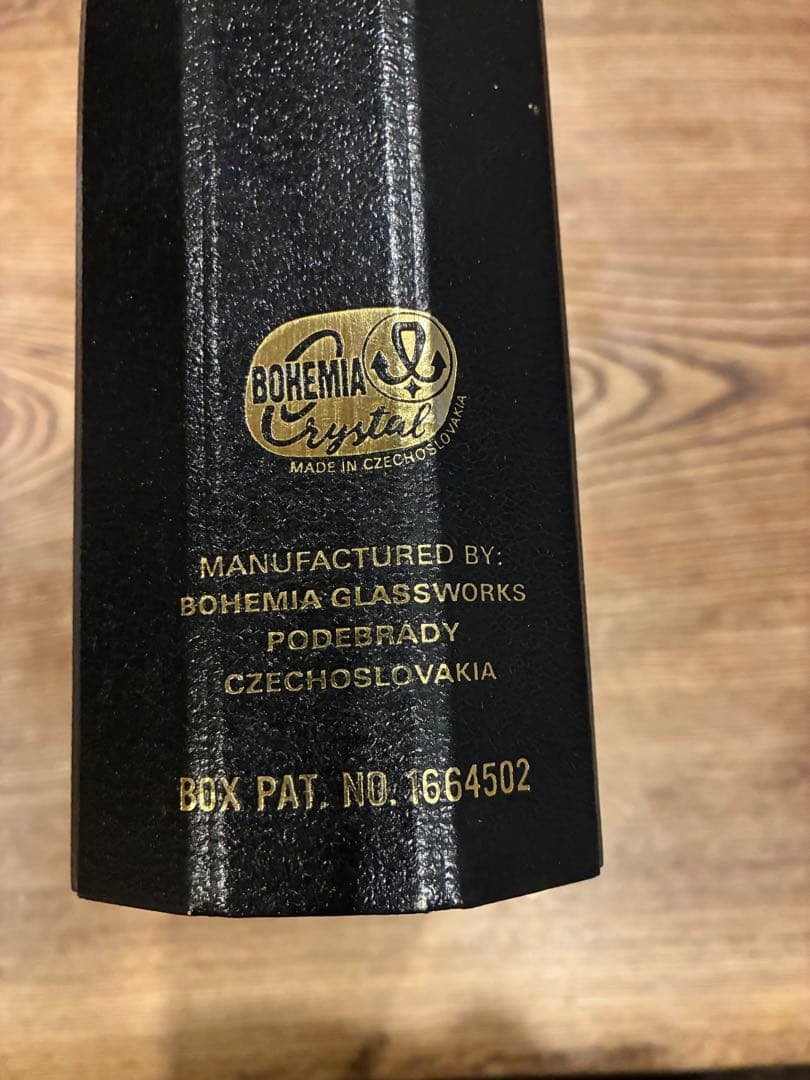 BOHEMIA
Crystal
MADE IN CZECHOSLOVAKIA
MANUFACTURED BY:
BOHEMIA GLASSWORKS
PODEBRADY
CZECHOSLOVAKIA
BOX PAT. NO. 1664502